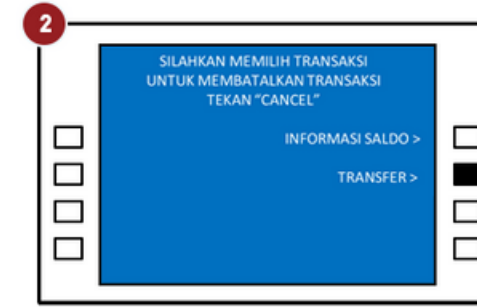 2
SILAHKAN MEMILIH TRANSAKSI
UNTUK MEMBATALKAN TRANSAKSI
TEKAN “CANCEL”
INFORMASI SALDO >
TRANSFER >